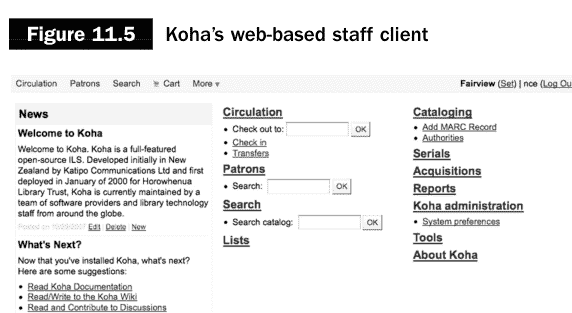 Figure 11.5 Koha's web-based staff client
Circulation Patrons Search Cart More ▾ Fairview (Set) | nce (Log Ou
News
Welcome to Koha
Welcome to Koha. Koha is a full-featured
open-source ILS. Developed initially in New
Zealand by Katipo Communications Ltd and first
deployed in January of 2000 for Horowhenua
Library Trust, Koha is currently maintained by a
team of software providers and library technology
staff from around the globe.
Posted on Edit Delete New
What's Next?
Now that you've installed Koha, what's next?
Here are some suggestions:
• Read Koha Documentation
• Read/Write to the Koha Wiki
• Read and Contribute to Discussions
Circulation
• Check out to: OK
• Check in
• Transfers
Patrons
• Search: OK
Search
• Search catalog: OK
Lists
Cataloging
• Add MARC Record
• Authorities
Serials
Acquisitions
Reports
Koha administration
• System preferences
Tools
About Koha